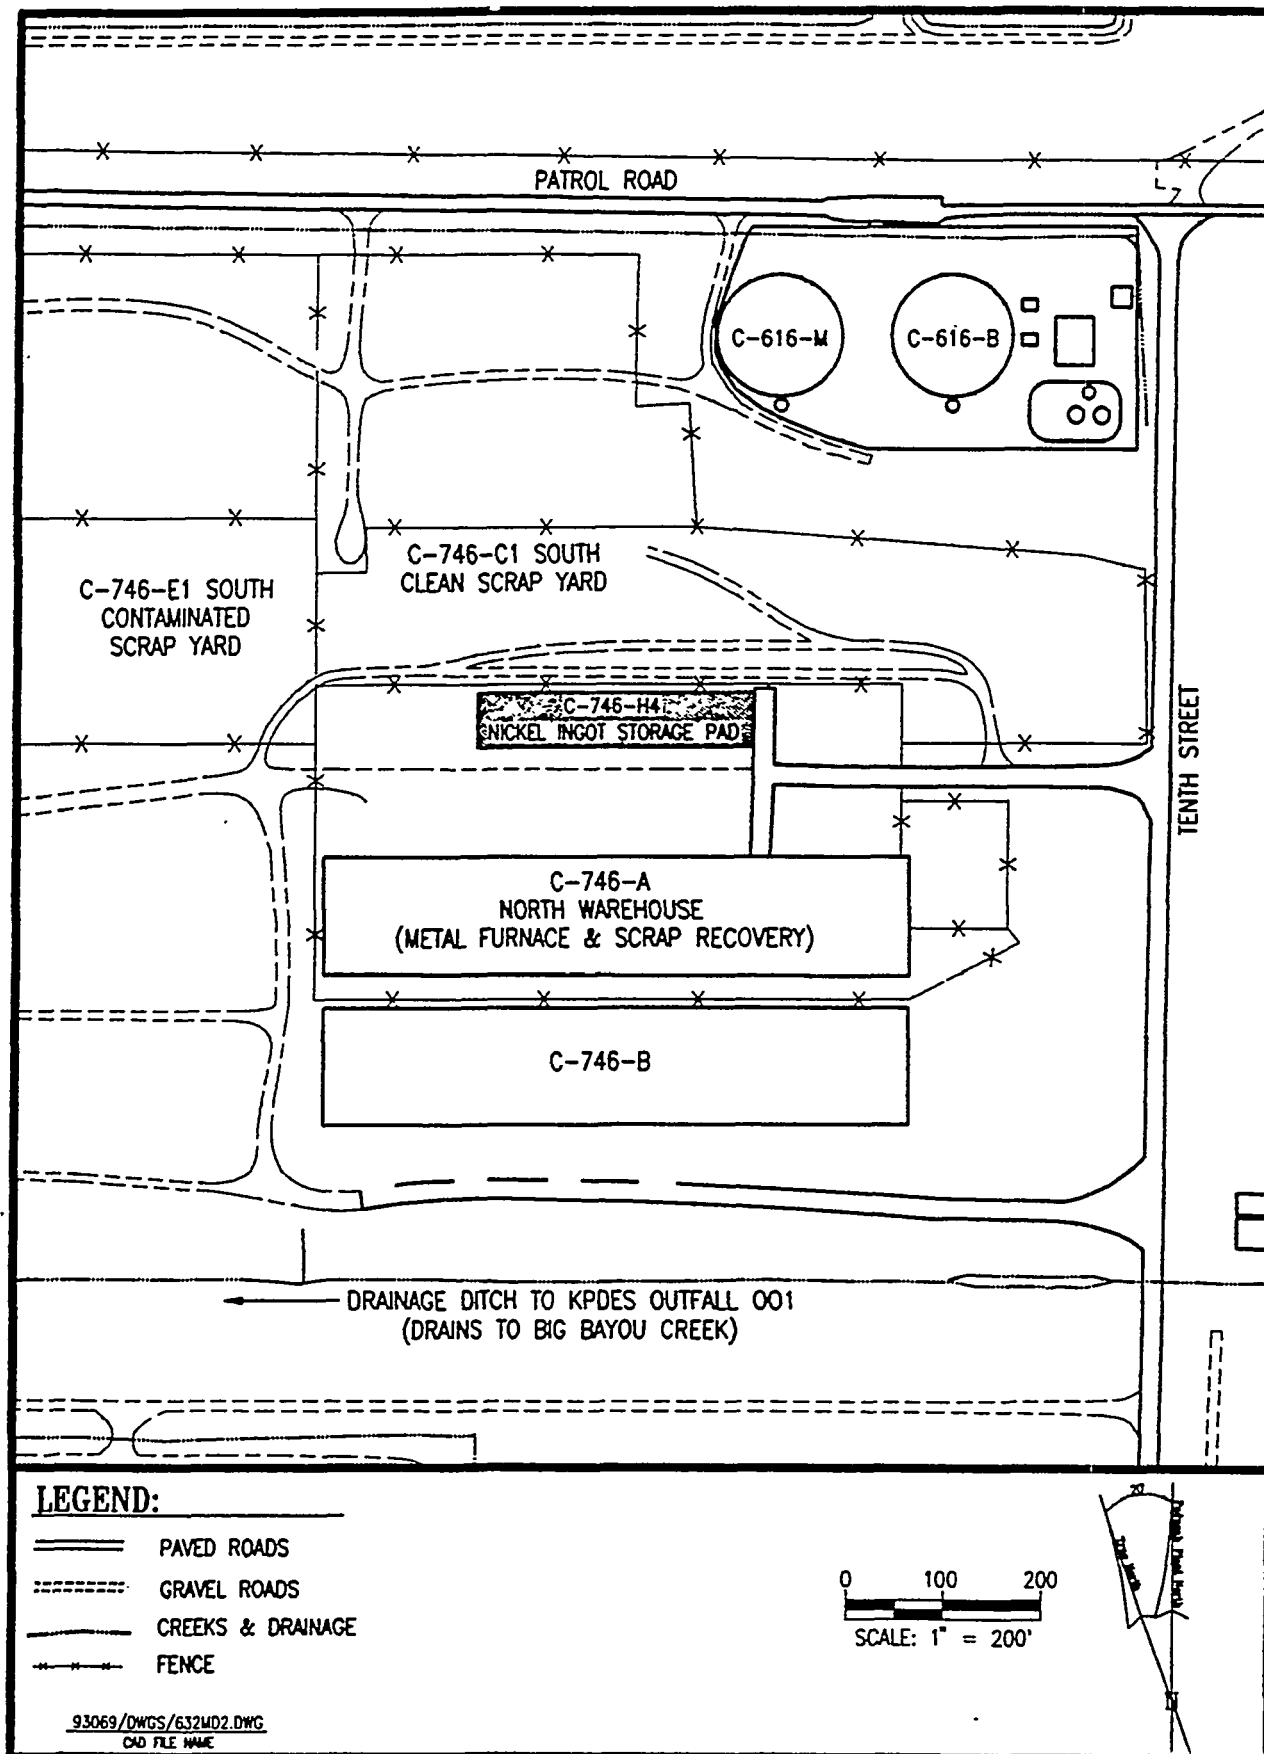 PATROL ROAD
C-616-M
C-616-B
C-746-C1 SOUTH
CLEAN SCRAP YARD
C-746-E1 SOUTH
CONTAMINATED
SCRAP YARD
C-746-H4
NICKEL INGOT STORAGE PAD
TENTH STREET
C-746-A
NORTH WAREHOUSE
(METAL FURNACE & SCRAP RECOVERY)
C-746-B
DRAINAGE DITCH TO KPDES OUTFALL 001
(DRAINS TO BIG BAYOU CREEK)
LEGEND:
PAVED ROADS
GRAVEL ROADS
CREEKS & DRAINAGE
FENCE
0 100 200
SCALE: 1" = 200'
Plant North
North
93069/DWGS/632MD2.DWG
CAD FILE NAME